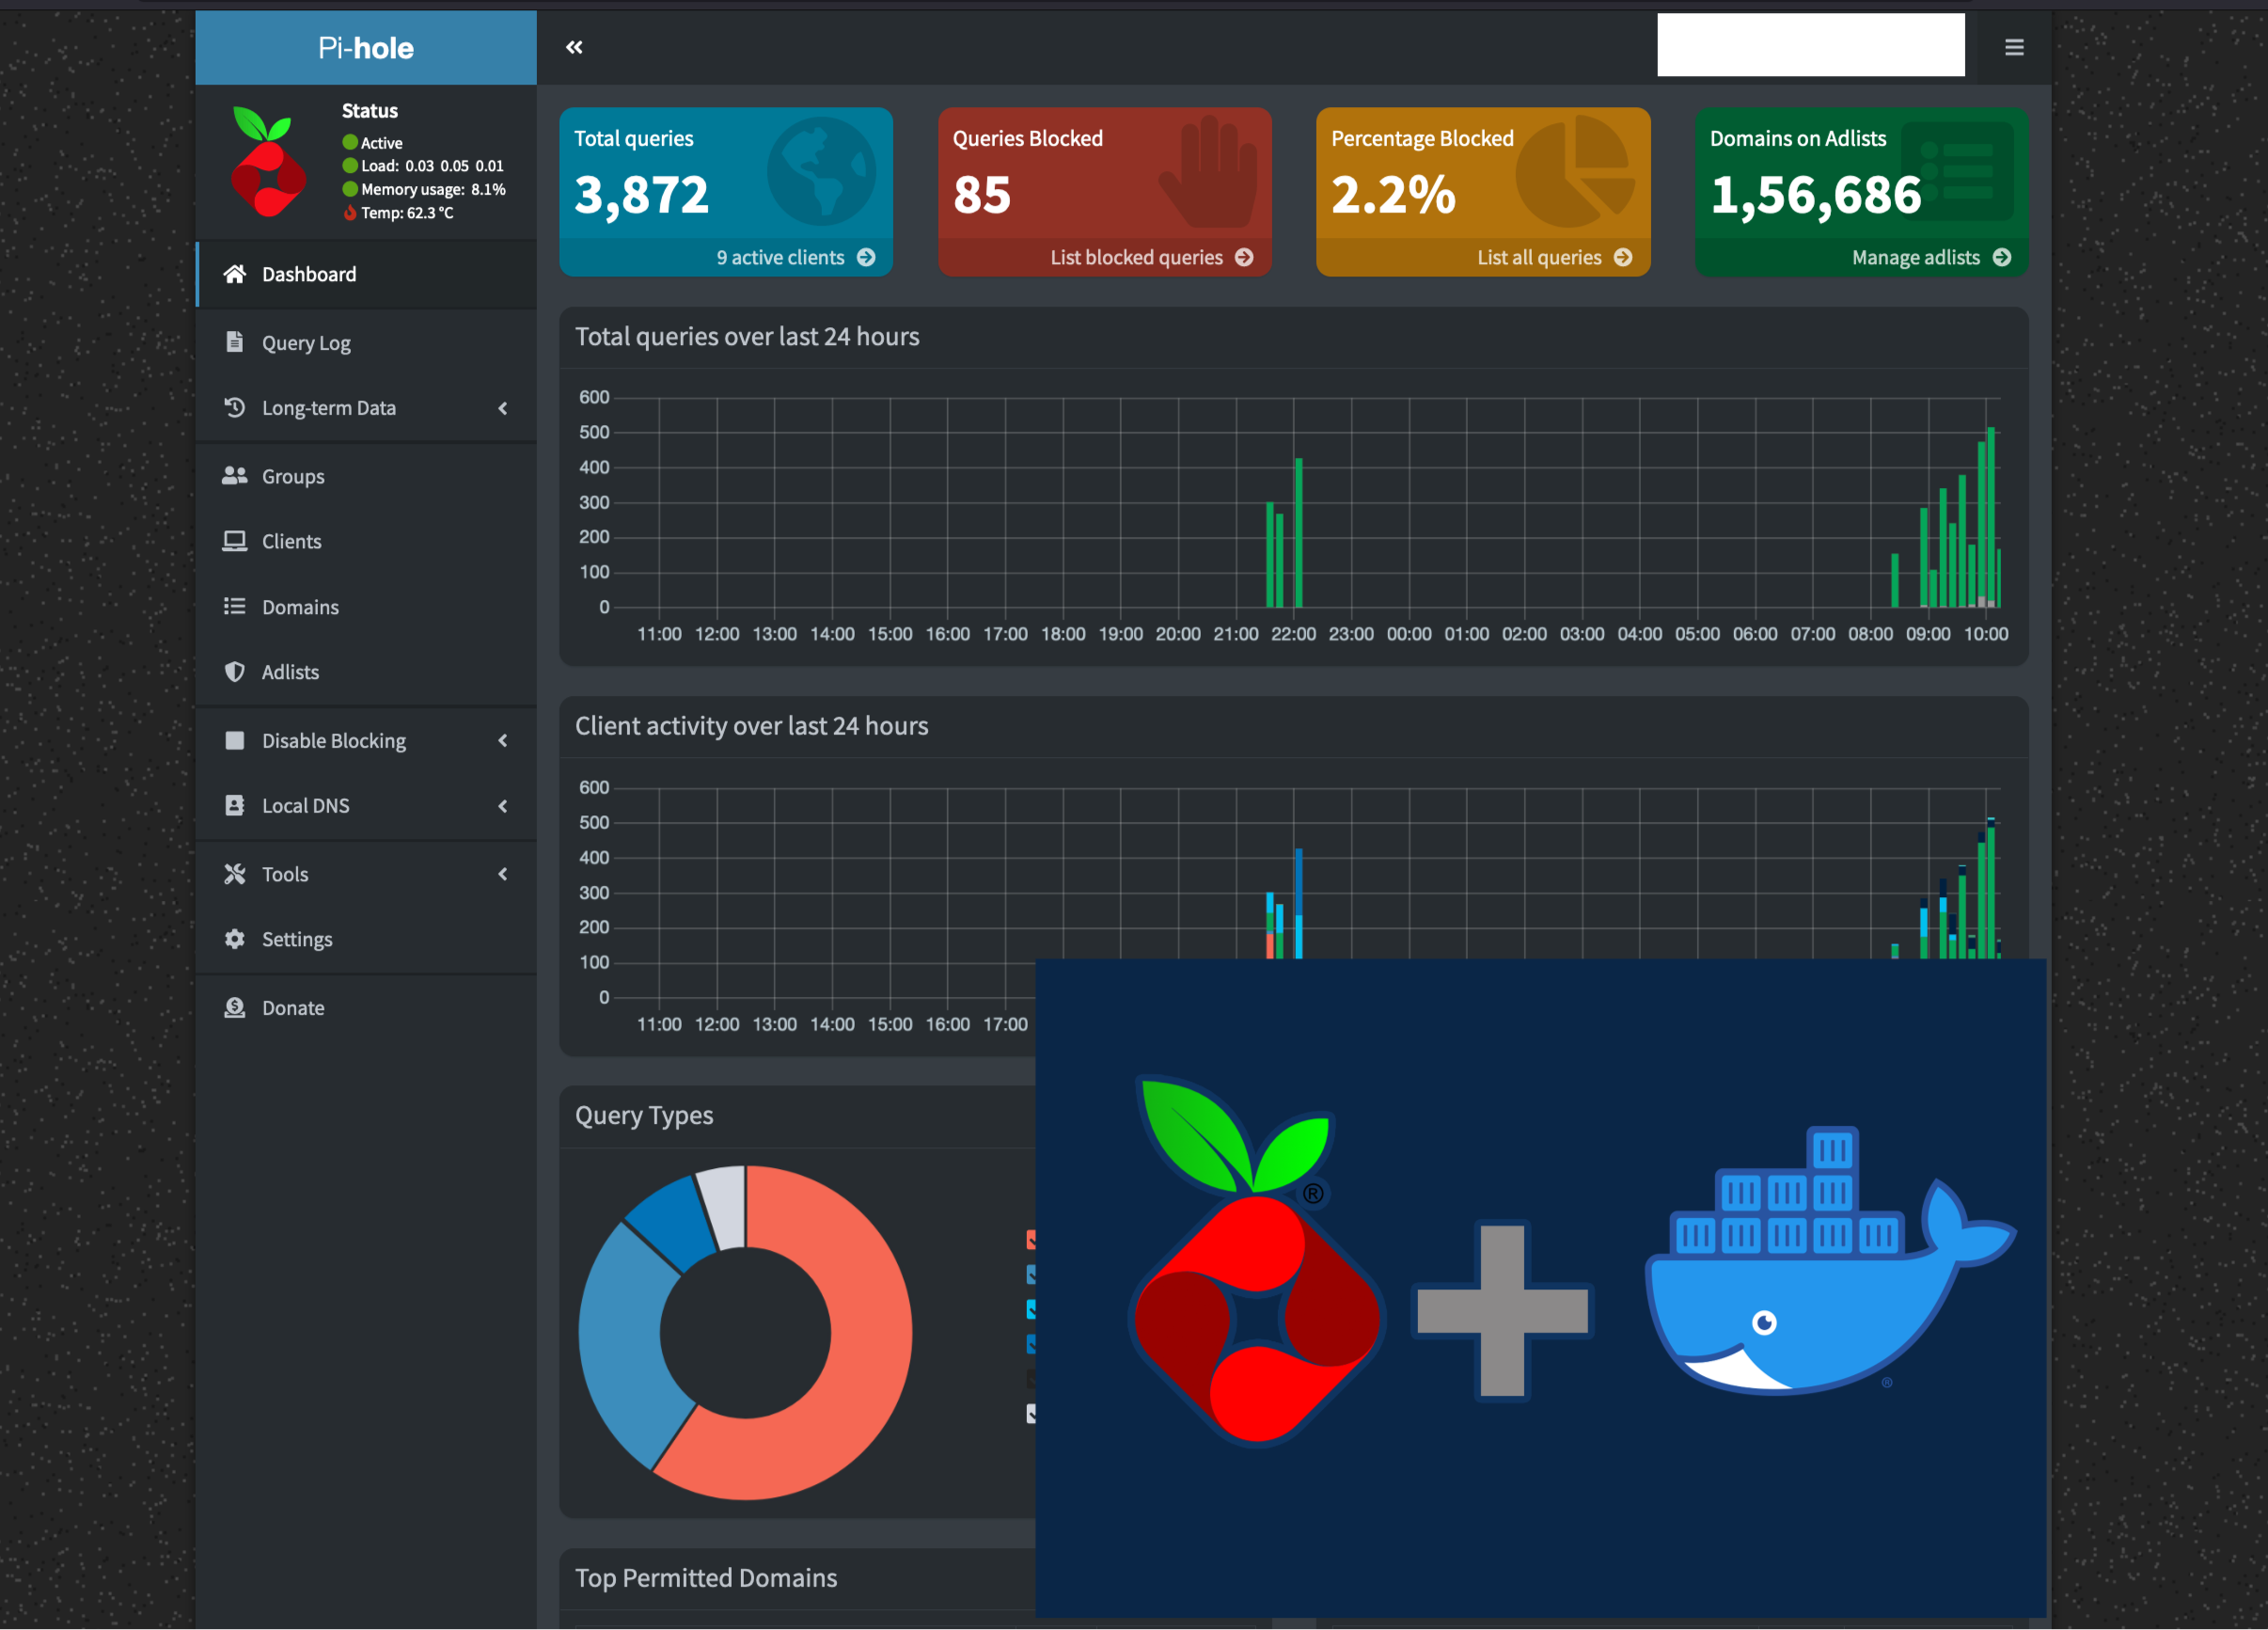 Pi-hole
Status
Active
Load: 0.03 0.05 0.01
Memory usage: 8.1%
Temp: 62.3 °C
Dashboard
Query Log
Long-term Data
Groups
Clients
Domains
Adlists
Disable Blocking
Local DNS
Tools
Settings
Donate
Total queries
3,872
9 active clients
Queries Blocked
85
List blocked queries
Percentage Blocked
2.2%
List all queries
Domains on Adlists
1,56,686
Manage adlists
Total queries over last 24 hours
600
500
400
300
200
100
0
11:00 12:00 13:00 14:00 15:00 16:00 17:00 18:00 19:00 20:00 21:00 22:00 23:00 00:00 01:00 02:00 03:00 04:00 05:00 06:00 07:00 08:00 09:00 10:00
Client activity over last 24 hours
600
500
400
300
200
100
0
11:00 12:00 13:00 14:00 15:00 16:00 17:00
Query Types
®
®
Top Permitted Domains